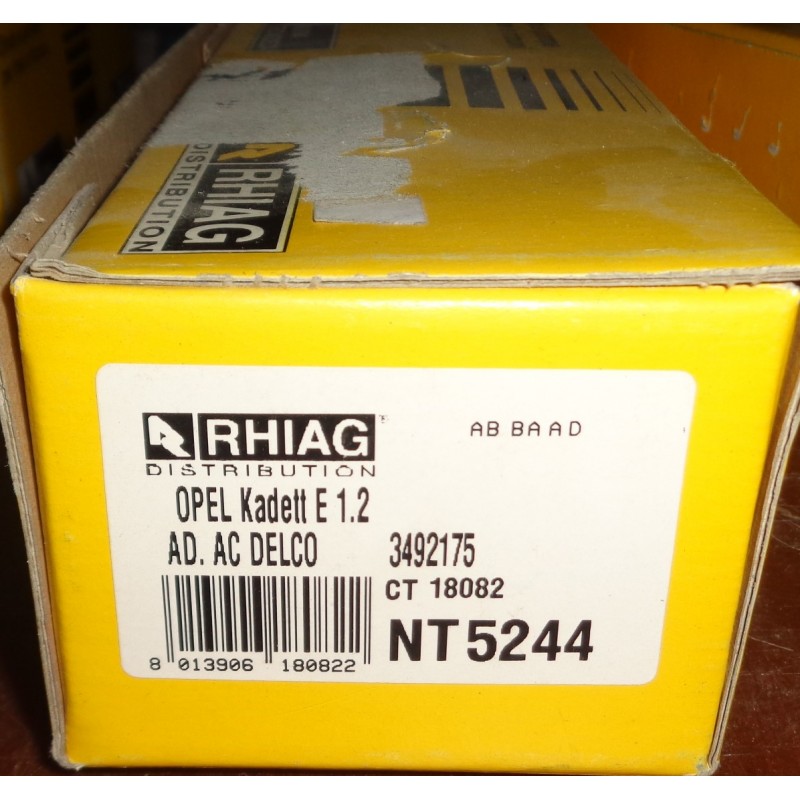 RHIAG
DISTRIBUTION
RHIAG
DISTRIBUTION
AB BA A D
OPEL Kadett E 1.2
AD. AC DELCO 3492175
CT 18082
NT5244
8 013906 180822